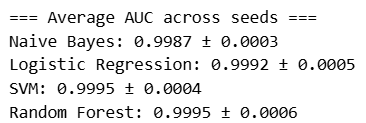 === Average AUC across seeds ===
Naive Bayes: 0.9987 ± 0.0003
Logistic Regression: 0.9992 ± 0.0005
SVM: 0.9995 ± 0.0004
Random Forest: 0.9995 ± 0.0006